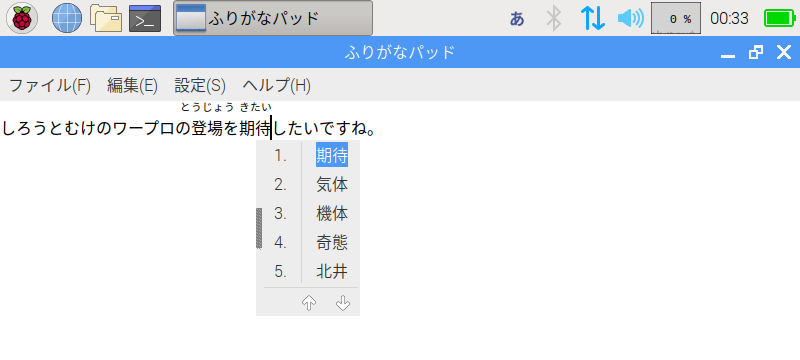 ふりがなパッド あ 0 % 00:33
ふりがなパッド
ファイル(F) 編集(E) 設定(S) ヘルプ(H)
とうじょう きたい
しろうとむけのワープロの登場を期待したいですね。
1. 期待
2. 気体
3. 機体
4. 奇態
5. 北井